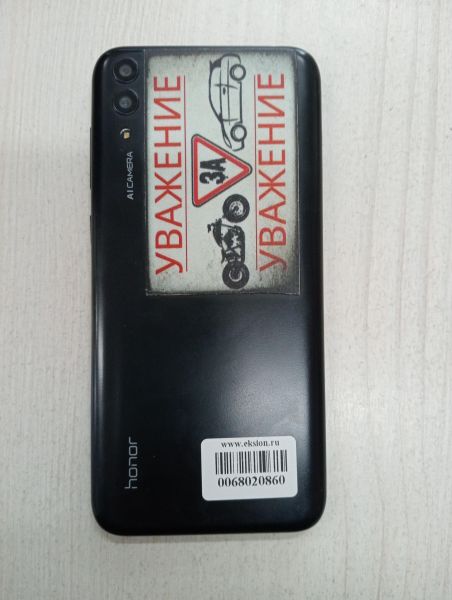 AI CAMERA
УВАЖЕНИЕ
ЗА
УВАЖЕНИЕ
honor
www.eksion.ru
0068020860